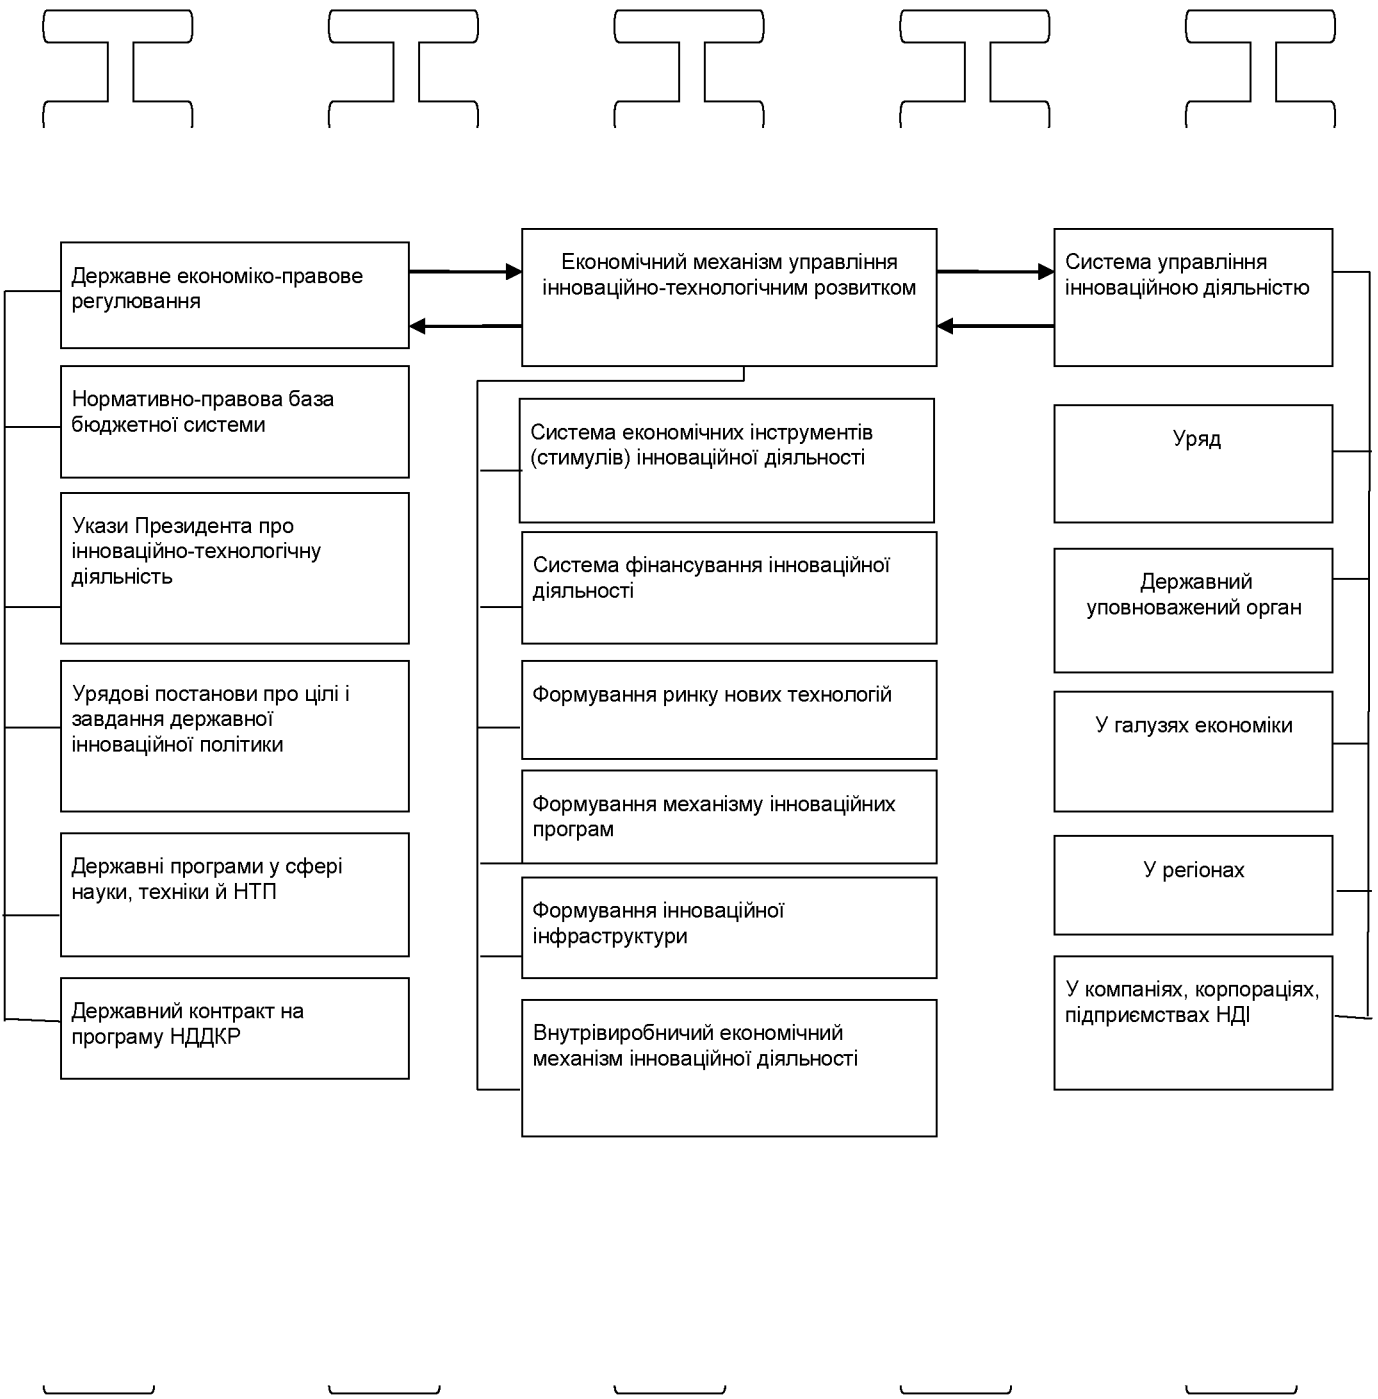 Державне економіко-правове
регулювання
Нормативно-правова база
бюджетної системи
Укази Президента про
інноваційно-технологічну
діяльність
Урядові постанови про цілі і
завдання державної
інноваційної політики
Державні програми у сфері
науки, техніки й НТП
Державний контракт на
програму НДДКР
Економічний механізм управління
інноваційно-технологічним розвитком
Система економічних інструментів
(стимулів) інноваційної діяльності
Система фінансування інноваційної
діяльності
Формування ринку нових технологій
Формування механізму інноваційних
програм
Формування інноваційної
інфраструктури
Внутрівиробничий економічний
механізм інноваційної діяльності
Система управління
інноваційною діяльністю
Уряд
Державний
уповноважений орган
У галузях економіки
У регіонах
У компаніях, корпораціях,
підприємствах НДІ